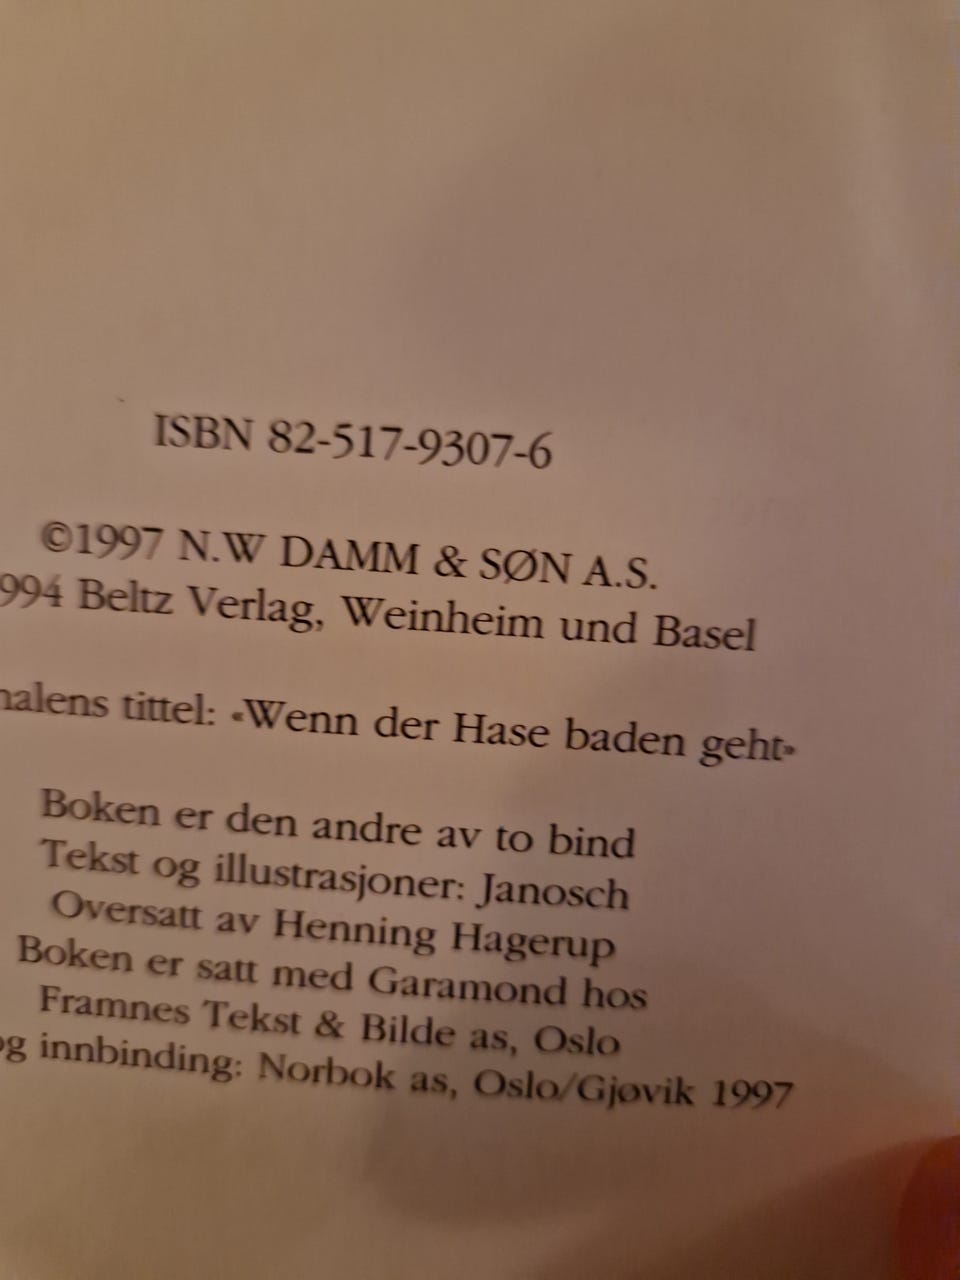 ISBN 82-517-9307-6
©1997 N.W DAMM & SØN A.S.
994 Beltz Verlag, Weinheim und Basel
nalens tittel: «Wenn der Hase baden geht»
Boken er den andre av to bind
Tekst og illustrasjoner: Janosch
Oversatt av Henning Hagerup
Boken er satt med Garamond hos
Framnes Tekst & Bilde as, Oslo
og innbinding: Norbok as, Oslo/Gjøvik 1997